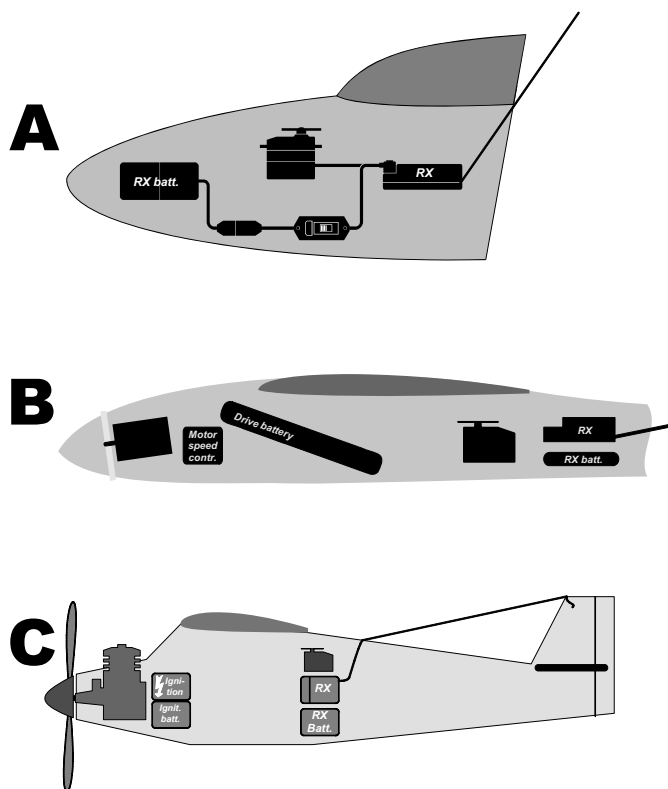 A
RX batt.
RX
B
Motor
speed
contr.
Drive battery
RX
RX batt.
C
Igni-
tion
Ignit.
batt.
RX
RX
Batt.